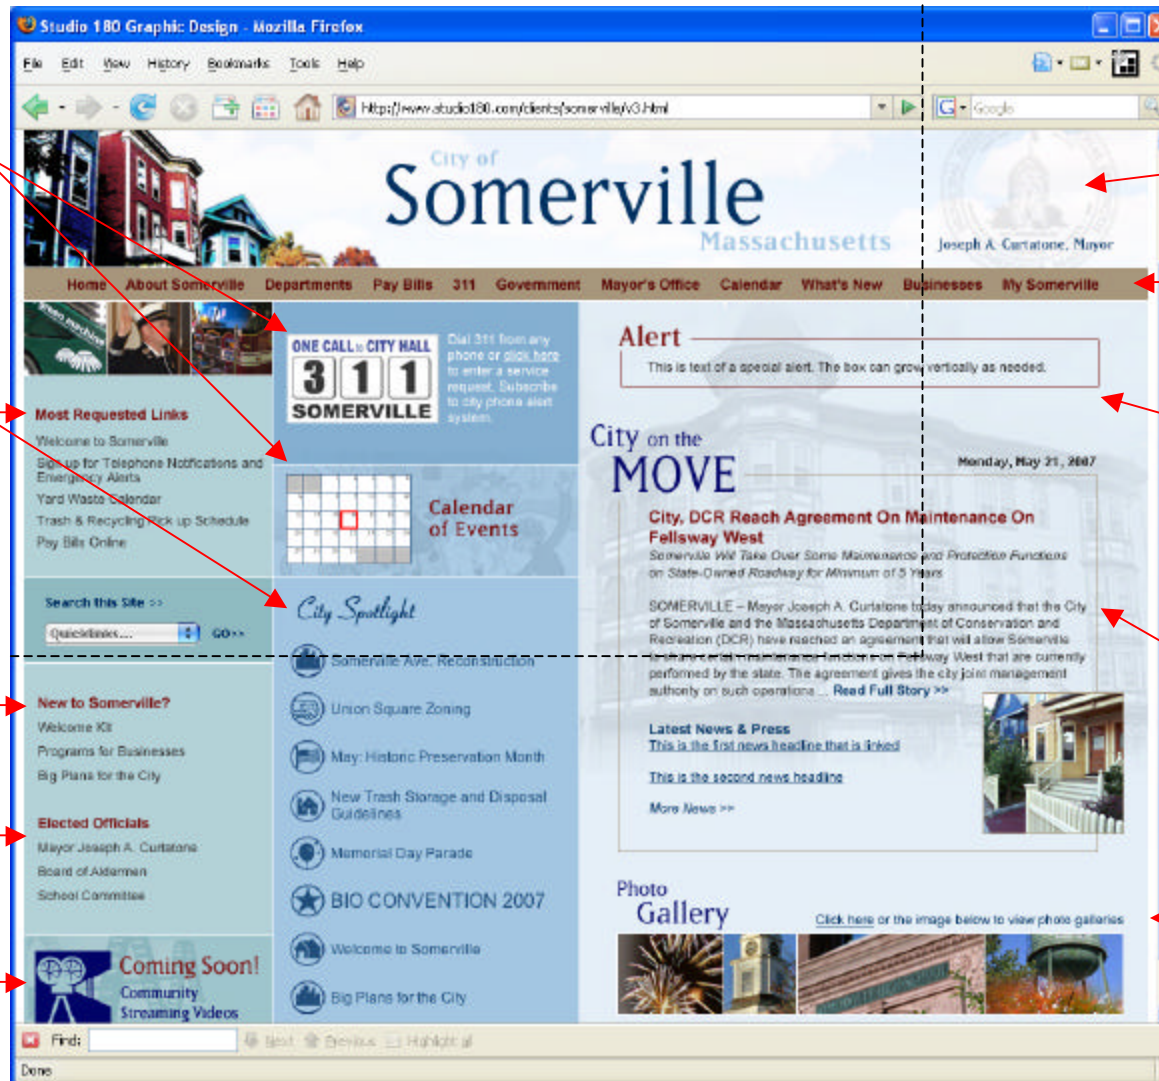 Studio 180 Graphic Design - Mozilla Firefox
File Edit View History Bookmarks Tools Help
http://www.studio180.com/clients/somerville/v3.html
Google
City of
Somerville
Massachusetts
Joseph A. Curtatone, Mayor
Home About Somerville Departments Pay Bills 311 Government Mayor's Office Calendar What's New Businesses My Somerville
green machine
Most Requested Links
Welcome to Somerville
Sign up for Telephone Notifications and
Emergency Alerts
Yard Waste Calendar
Trash & Recycling Pick up Schedule
Pay Bills Online
Search this Site >>
Quicklinks...
GO>>
New to Somerville?
Welcome Kit
Programs for Businesses
Big Plans for the City
Elected Officials
Mayor Joseph A. Curtatone
Board of Aldermen
School Committee
Coming Soon!
Community
Streaming Videos
ONE CALL to CITY HALL
311
SOMERVILLE
Dial 311 from any
phone or click here
to enter a service
request. Subscribe
to city phone alert
system.
Calendar
of Events
City Spotlight
Somerville Ave. Reconstruction
Union Square Zoning
May: Historic Preservation Month
New Trash Storage and Disposal
Guidelines
Memorial Day Parade
BIO CONVENTION 2007
Welcome to Somerville
Big Plans for the City
Alert
This is text of a special alert. The box can grow vertically as needed.
City on the
MOVE
Monday, May 21, 2007
City, DCR Reach Agreement On Maintenance On
Fellsway West
Somerville Will Take Over Some Maintenance and Protection Functions
on State-Owned Roadway for Minimum of 5 Years
SOMERVILLE – Mayor Joseph A. Curtatone today announced that the City
of Somerville and the Massachusetts Department of Conservation and
Recreation (DCR) have reached an agreement that will allow Somerville
to share certain maintenance functions on Fellsway West that are currently
performed by the state. The agreement gives the city joint management
authority on such operations ... Read Full Story >>
Latest News & Press
This is the first news headline that is linked
This is the second news headline
More News >>
Photo
Gallery
Click here or the image below to view photo galleries
Find:
Next Previous Highlight all
Done